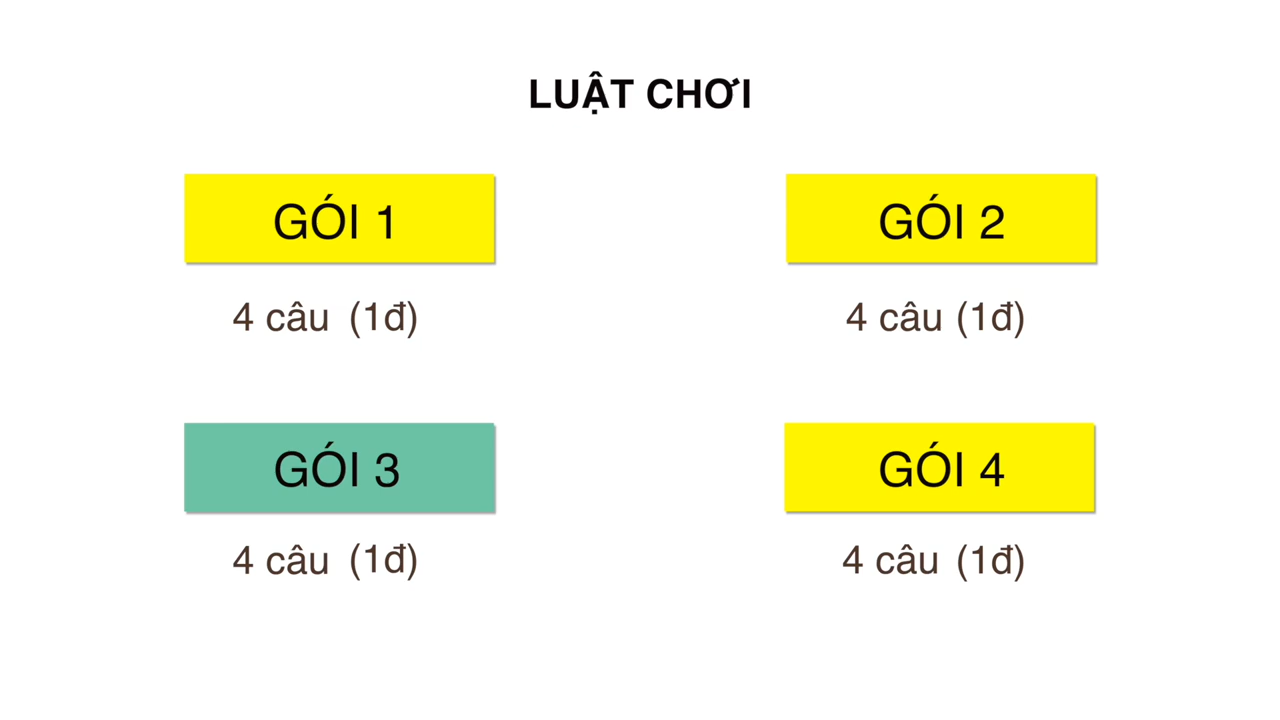 LUẬT CHƠI
GÓI 1
GÓI 2
4 câu (1đ)
4 câu (1đ)
GÓI 3
GÓI 4
4 câu (1đ)
4 câu (1đ)